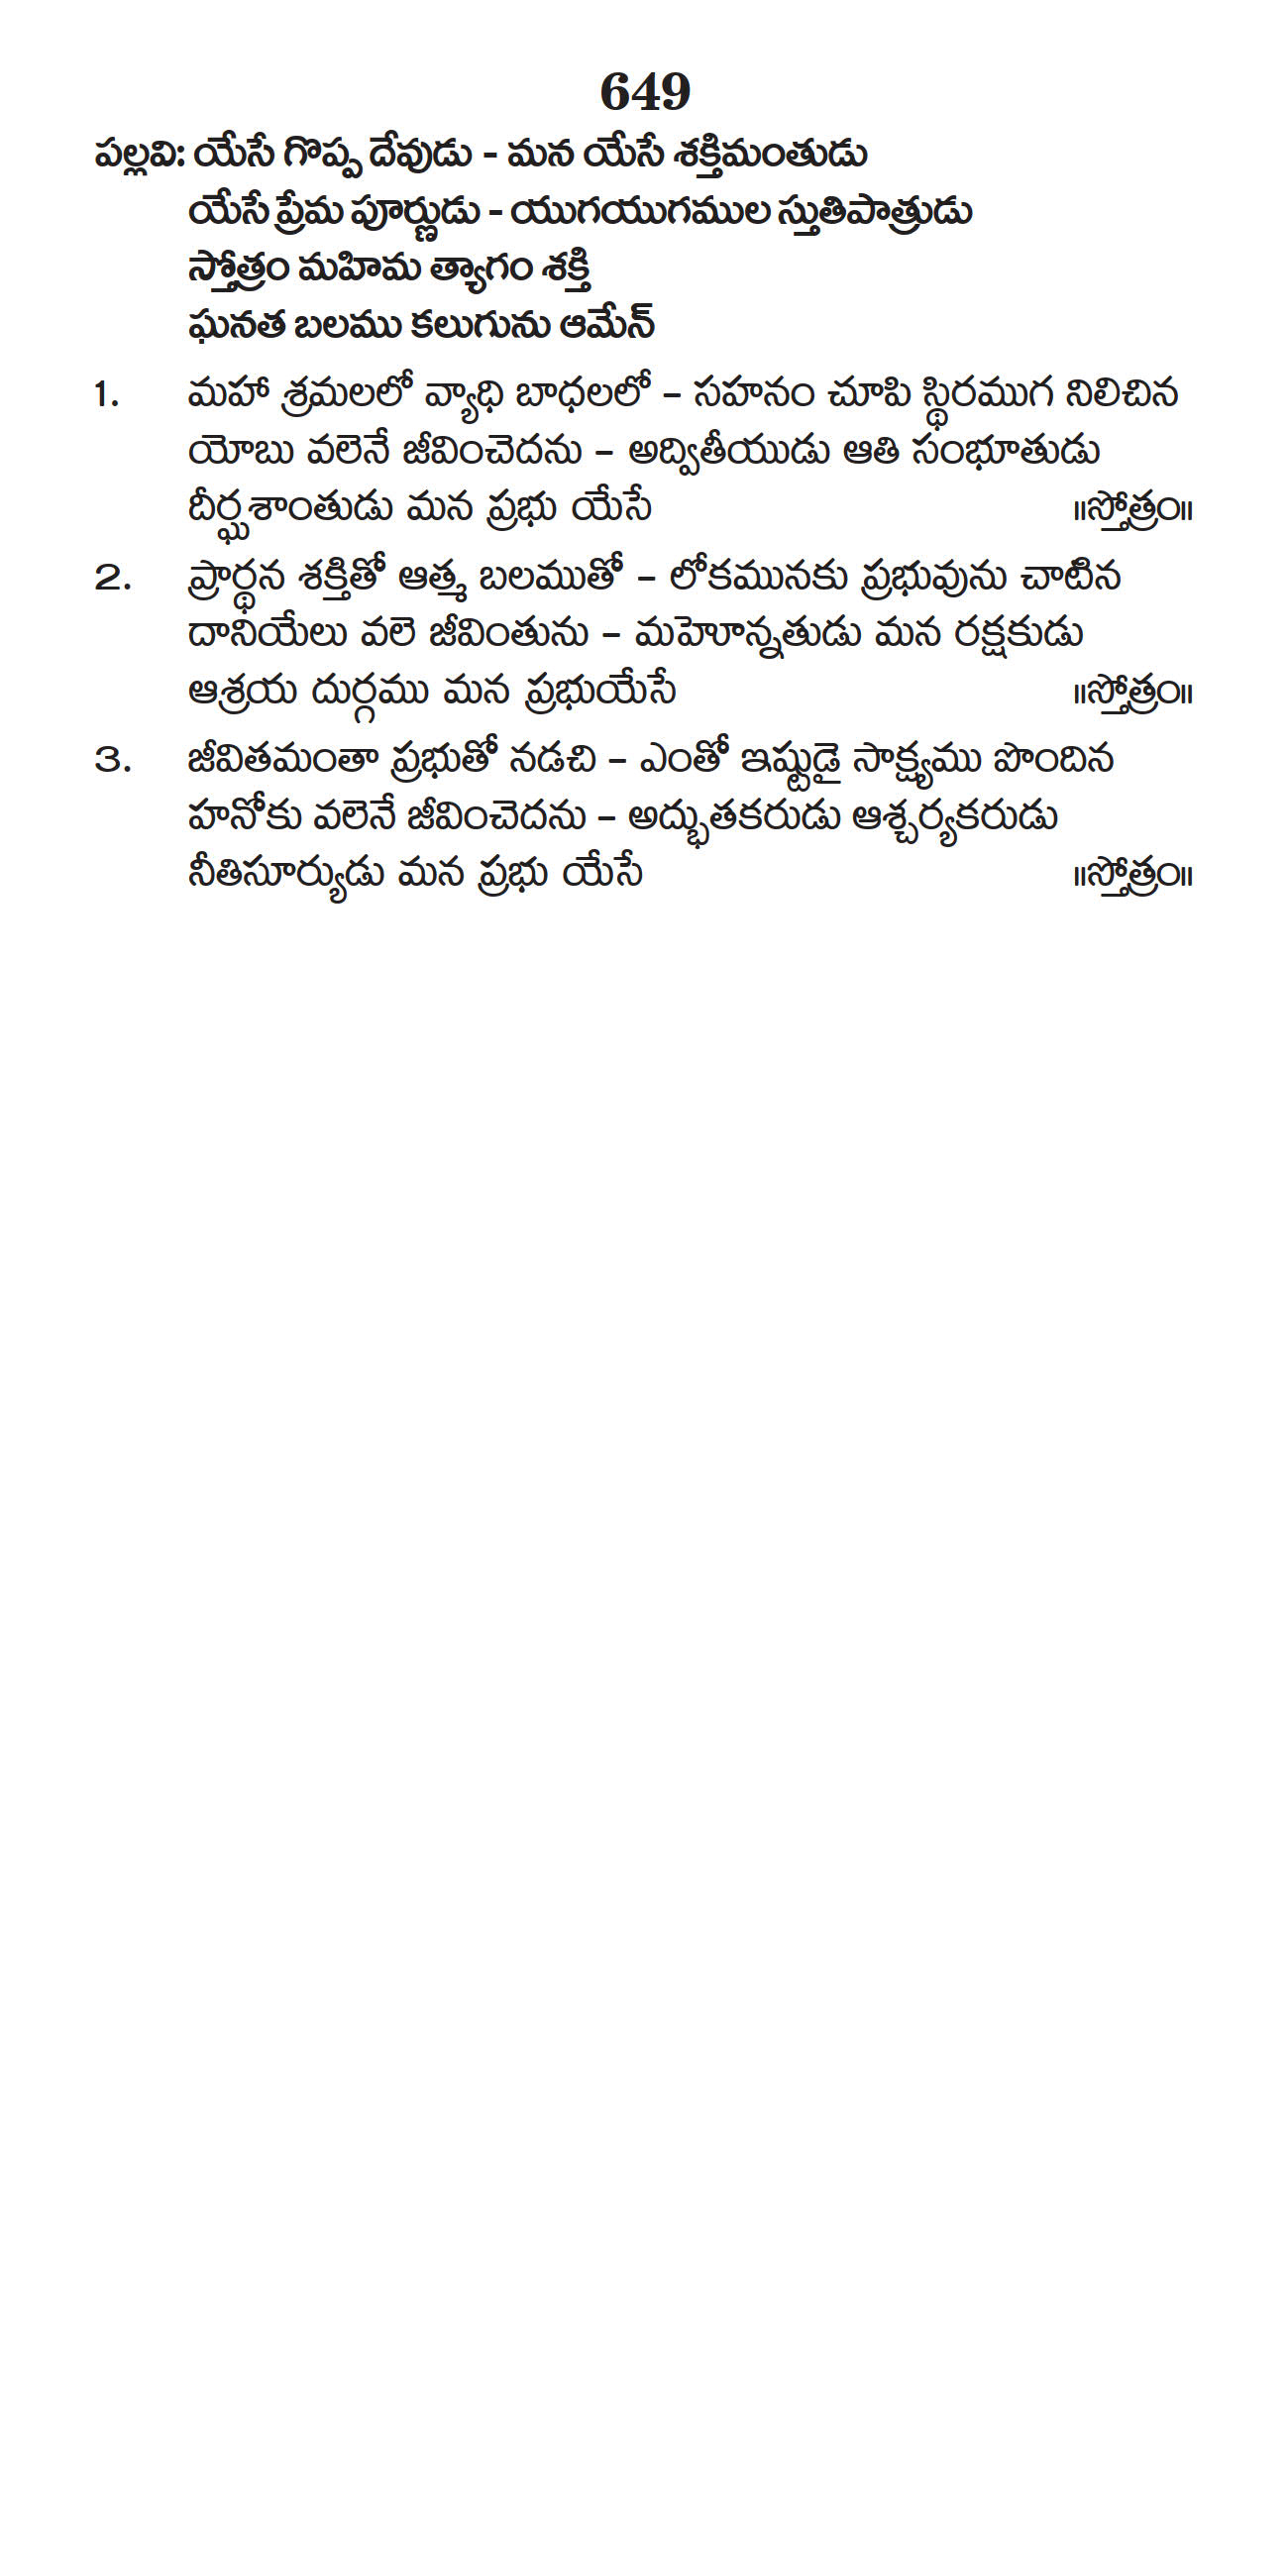 649
పల్లవి: యేసే గొప్ప దేవుడు - మన యేసే శక్తిమంతుడు
యేసే ప్రేమ పూర్ణుడు - యుగయుగముల స్తుతిపాత్రుడు
స్తోత్రం మహిమ త్యాగం శక్తి
ఘనత బలము కలుగును ఆమేన్
1. మహా శ్రమలలో వ్యాధి బాధలలో – సహనం చూపి స్థిరముగ నిలిచిన
యోబు వలెనే జీవించెదను – అద్వితీయుడు ఆతి సంభూతుడు
దీర్ఘశాంతుడు మన ప్రభు యేసే ॥స్తోత్రం॥
2. ప్రార్థన శక్తితో ఆత్మ బలముతో – లోకమునకు ప్రభువును చాటిన
దానియేలు వలె జీవింతును – మహెూన్నతుడు మన రక్షకుడు
ఆశ్రయ దుర్గము మన ప్రభుయేసే ॥స్తోత్రం॥
3. జీవితమంతా ప్రభుతో నడచి – ఎంతో ఇష్టుడై సాక్ష్యము పొందిన
హనోకు వలెనే జీవించెదను – అద్భుతకరుడు ఆశ్చర్యకరుడు
నీతిసూర్యుడు మన ప్రభు యేసే ॥స్తోత్రం॥